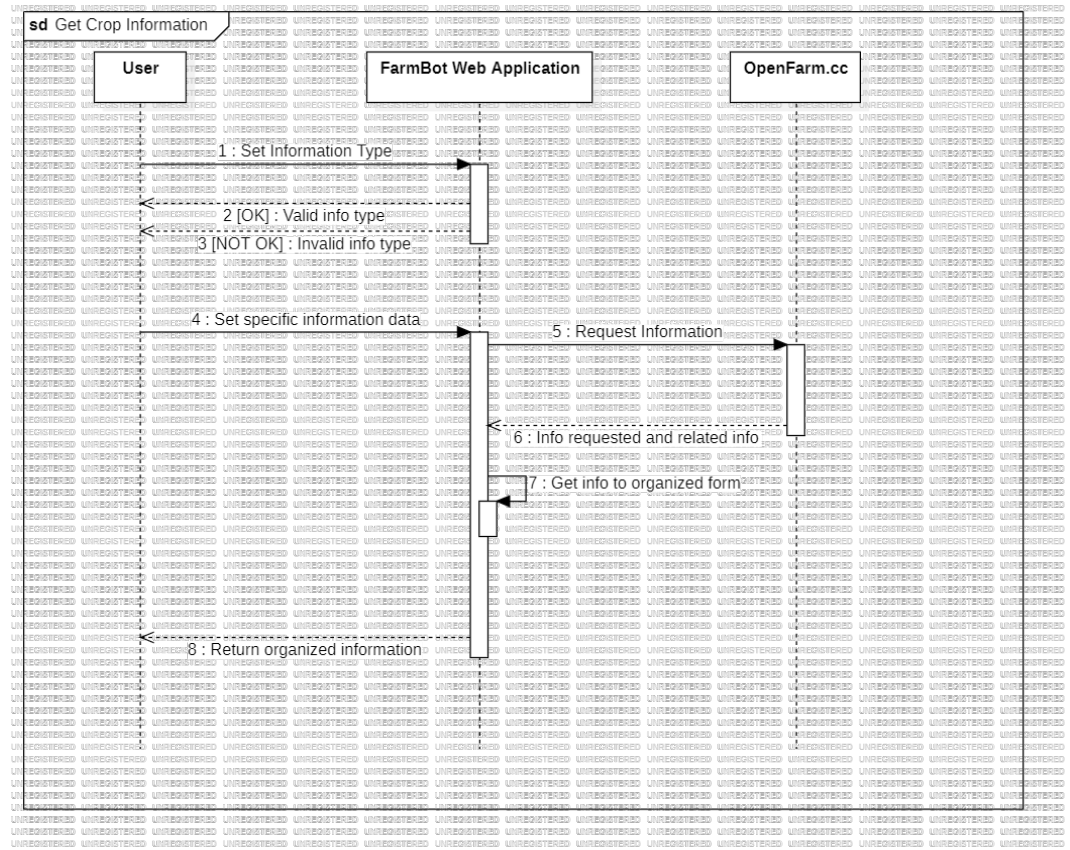 sd Get Crop Information
User
FarmBot Web Application
OpenFarm.cc
1 : Set Information Type
2 [OK] : Valid info type
3 [NOT OK] : Invalid info type
4 : Set specific information data
5 : Request Information
6 : Info requested and related info
7 : Get info to organized form
8 : Return organized information
UNREGISTERED